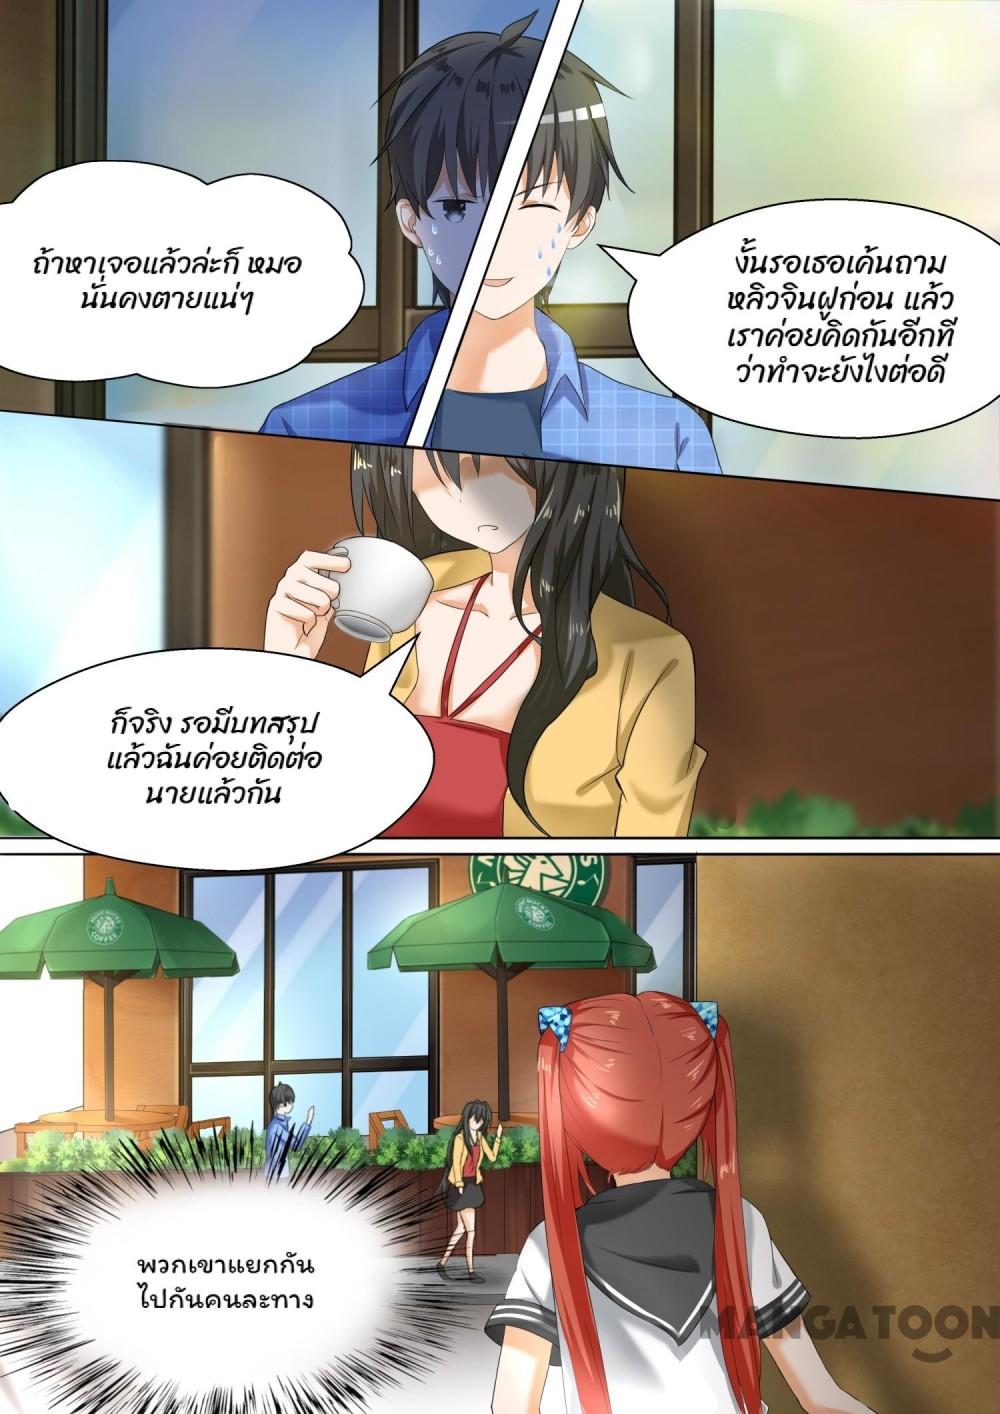 ถ้าหาเจอแล้วล่ะก็ หมอ
นั่นคงตายแน่ๆ
งั้นรอเธอเค้นถาม
หลิวจินฝูก่อน แล้ว
เราค่อยคิดกันอีกที
ว่าทำจะยังไงต่อดี
ก็จริง รอมีบทสรุป
แล้วฉันค่อยติดต่อ
นายแล้วกัน
พวกเขาแยกกัน
ไปกันคนละทาง
MANGATOON